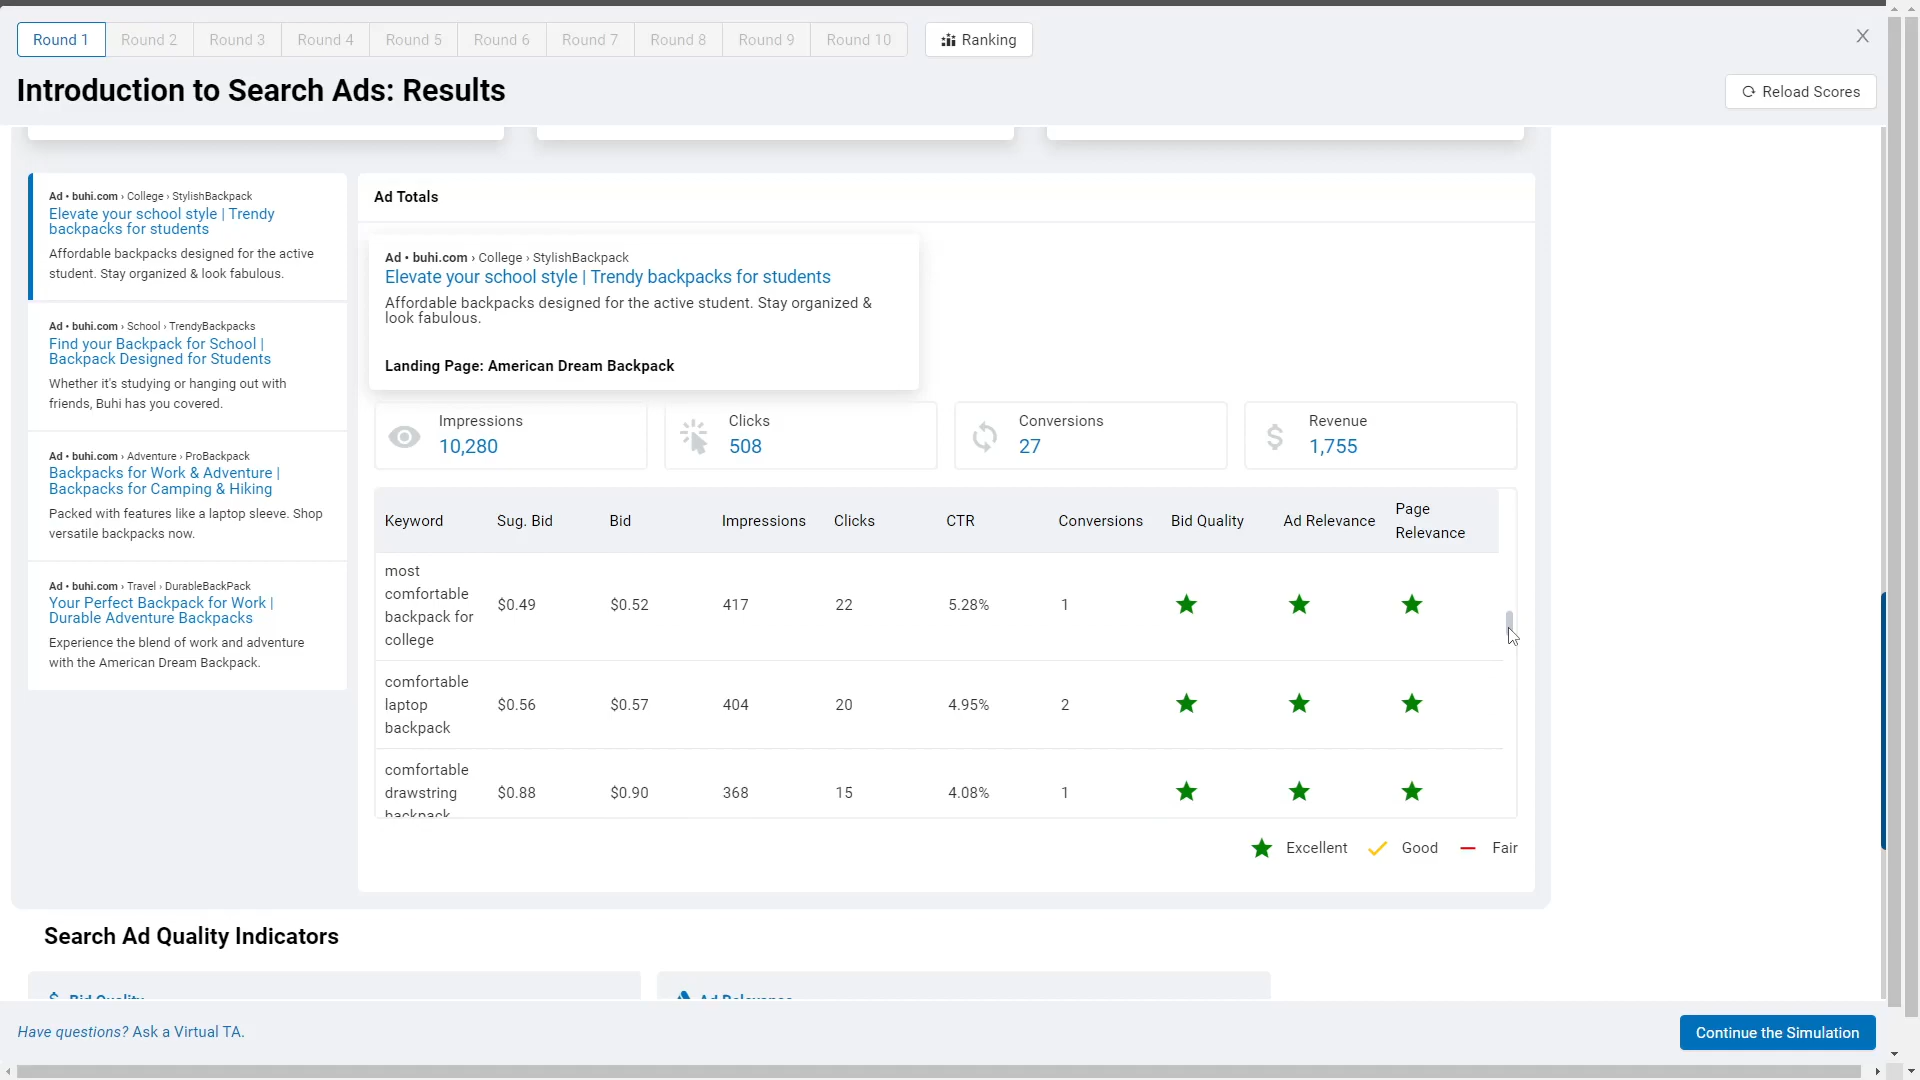 Round 1 Round 2 Round 3 Round 4 Round 5 Round 6 Round 7 Round 8 Round 9 Round 10 Ranking X
Introduction to Search Ads: Results
Reload Scores
Ad • buhi.com › College › StylishBackpack
Elevate your school style | Trendy
backpacks for students
Affordable backpacks designed for the active
student. Stay organized & look fabulous.
Ad • buhi.com › School › TrendyBackpacks
Find your Backpack for School |
Backpack Designed for Students
Whether it's studying or hanging out with
friends, Buhi has you covered.
Ad • buhi.com › Adventure › ProBackpack
Backpacks for Work & Adventure |
Backpacks for Camping & Hiking
Packed with features like a laptop sleeve. Shop
versatile backpacks now.
Ad • buhi.com › Travel › DurableBackPack
Your Perfect Backpack for Work |
Durable Adventure Backpacks
Experience the blend of work and adventure
with the American Dream Backpack.
Ad Totals
Ad • buhi.com › College › StylishBackpack
Elevate your school style | Trendy backpacks for students
Affordable backpacks designed for the active student. Stay organized &
look fabulous.
Landing Page: American Dream Backpack
Impressions
10,280
Clicks
508
Conversions
27
Revenue
1,755
Keyword Sug. Bid Bid Impressions Clicks CTR Conversions Bid Quality Ad Relevance Page
Relevance
most
comfortable
backpack for
college
$0.49 $0.52 417 22 5.28% 1
comfortable
laptop
backpack
$0.56 $0.57 404 20 4.95% 2
comfortable
drawstring
backpack
$0.88 $0.90 368 15 4.08% 1
Excellent Good Fair
Search Ad Quality Indicators
Bid Quality
Ad Relevance
Have questions? Ask a Virtual TA.
Continue the Simulation